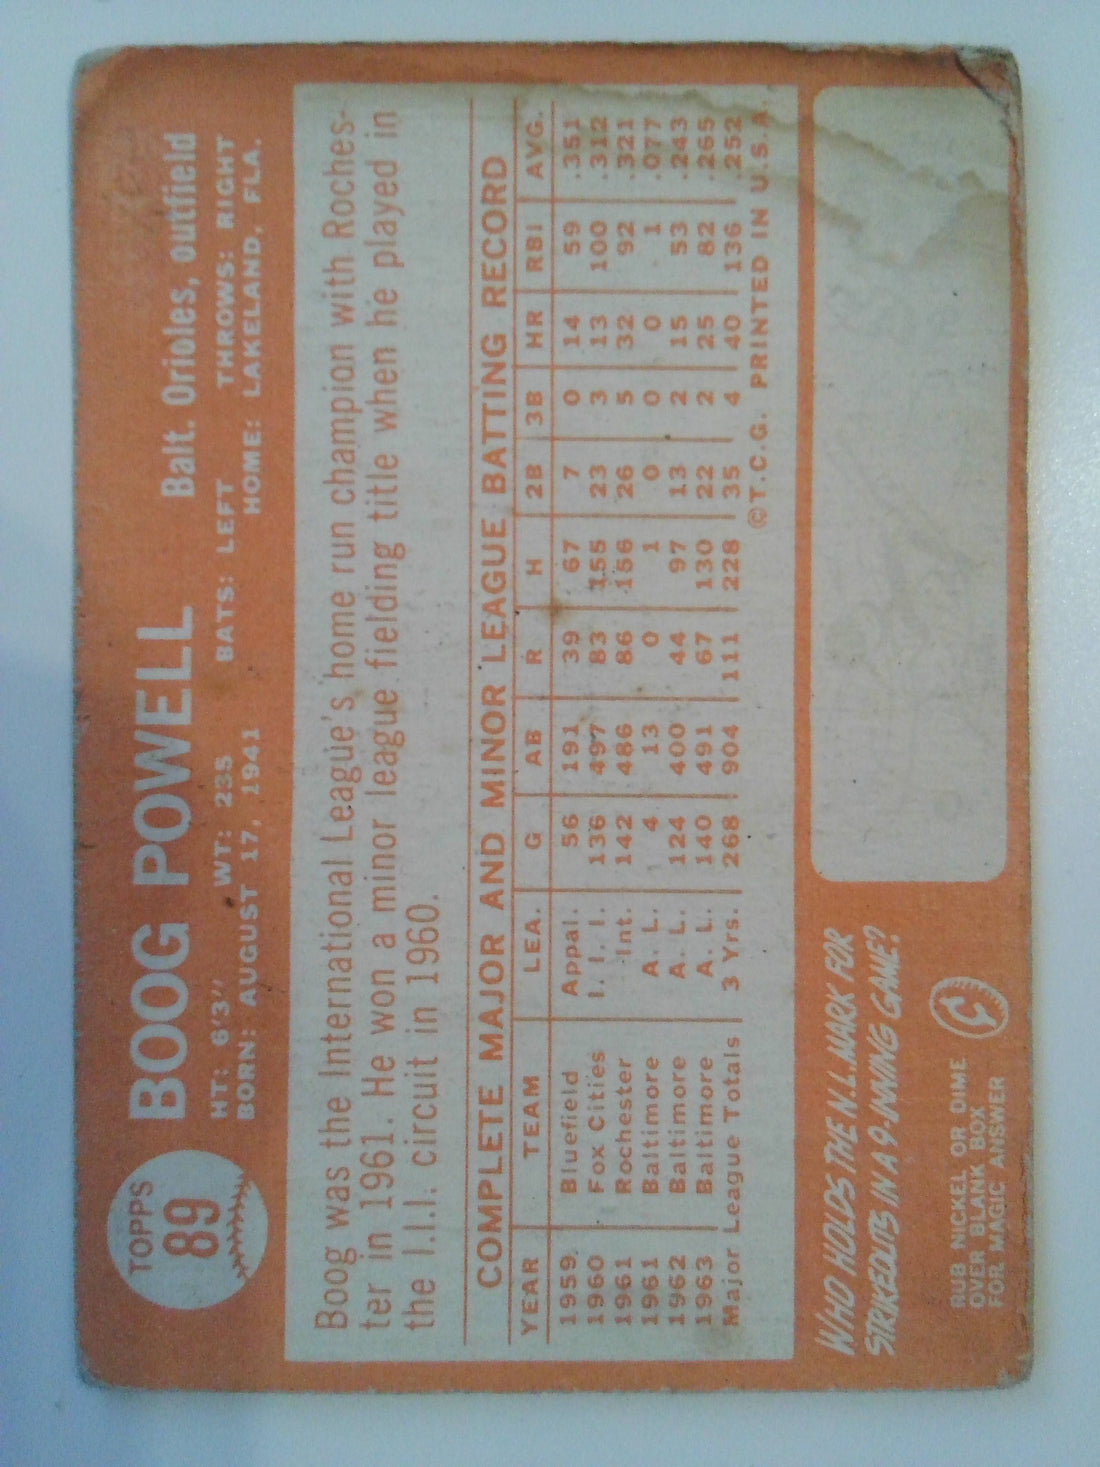 TOPPS
89
BOOG POWELL
Balt. Orioles, outfield
HT: 6'3" WT: 235 BATS: LEFT THROWS: RIGHT
BORN: AUGUST 17, 1941 HOME: LAKELAND, FLA.
Boog was the International League's home run champion with Roches-
ter in 1961. He won a minor league fielding title when he played in
the I.I.I. circuit in 1960.
COMPLETE MAJOR AND MINOR LEAGUE BATTING RECORD
YEAR TEAM LEA. G AB R H 2B 3B HR RBI AVG.
1959 Bluefield Appal. 56 191 39 67 7 0 14 59 .351
1960 Fox Cities I. I. I. 136 497 83 155 23 3 13 100 .312
1961 Rochester Int. 142 486 86 156 26 5 32 92 .321
1961 Baltimore A. L. 4 13 0 1 0 0 0 1 .077
1962 Baltimore A. L. 124 400 44 97 13 2 15 53 .243
1963 Baltimore A. L. 140 491 67 130 22 2 25 82 .265
Major League Totals 3 Yrs. 268 904 111 228 35 4 40 136 .252
©T.C.G. PRINTED IN U.S.A.
WHO HOLDS THE N.L. MARK FOR
STRIKEOUTS IN A 9-INNING GAME?
RUB NICKEL OR DIME
OVER BLANK BOX
FOR MAGIC ANSWER